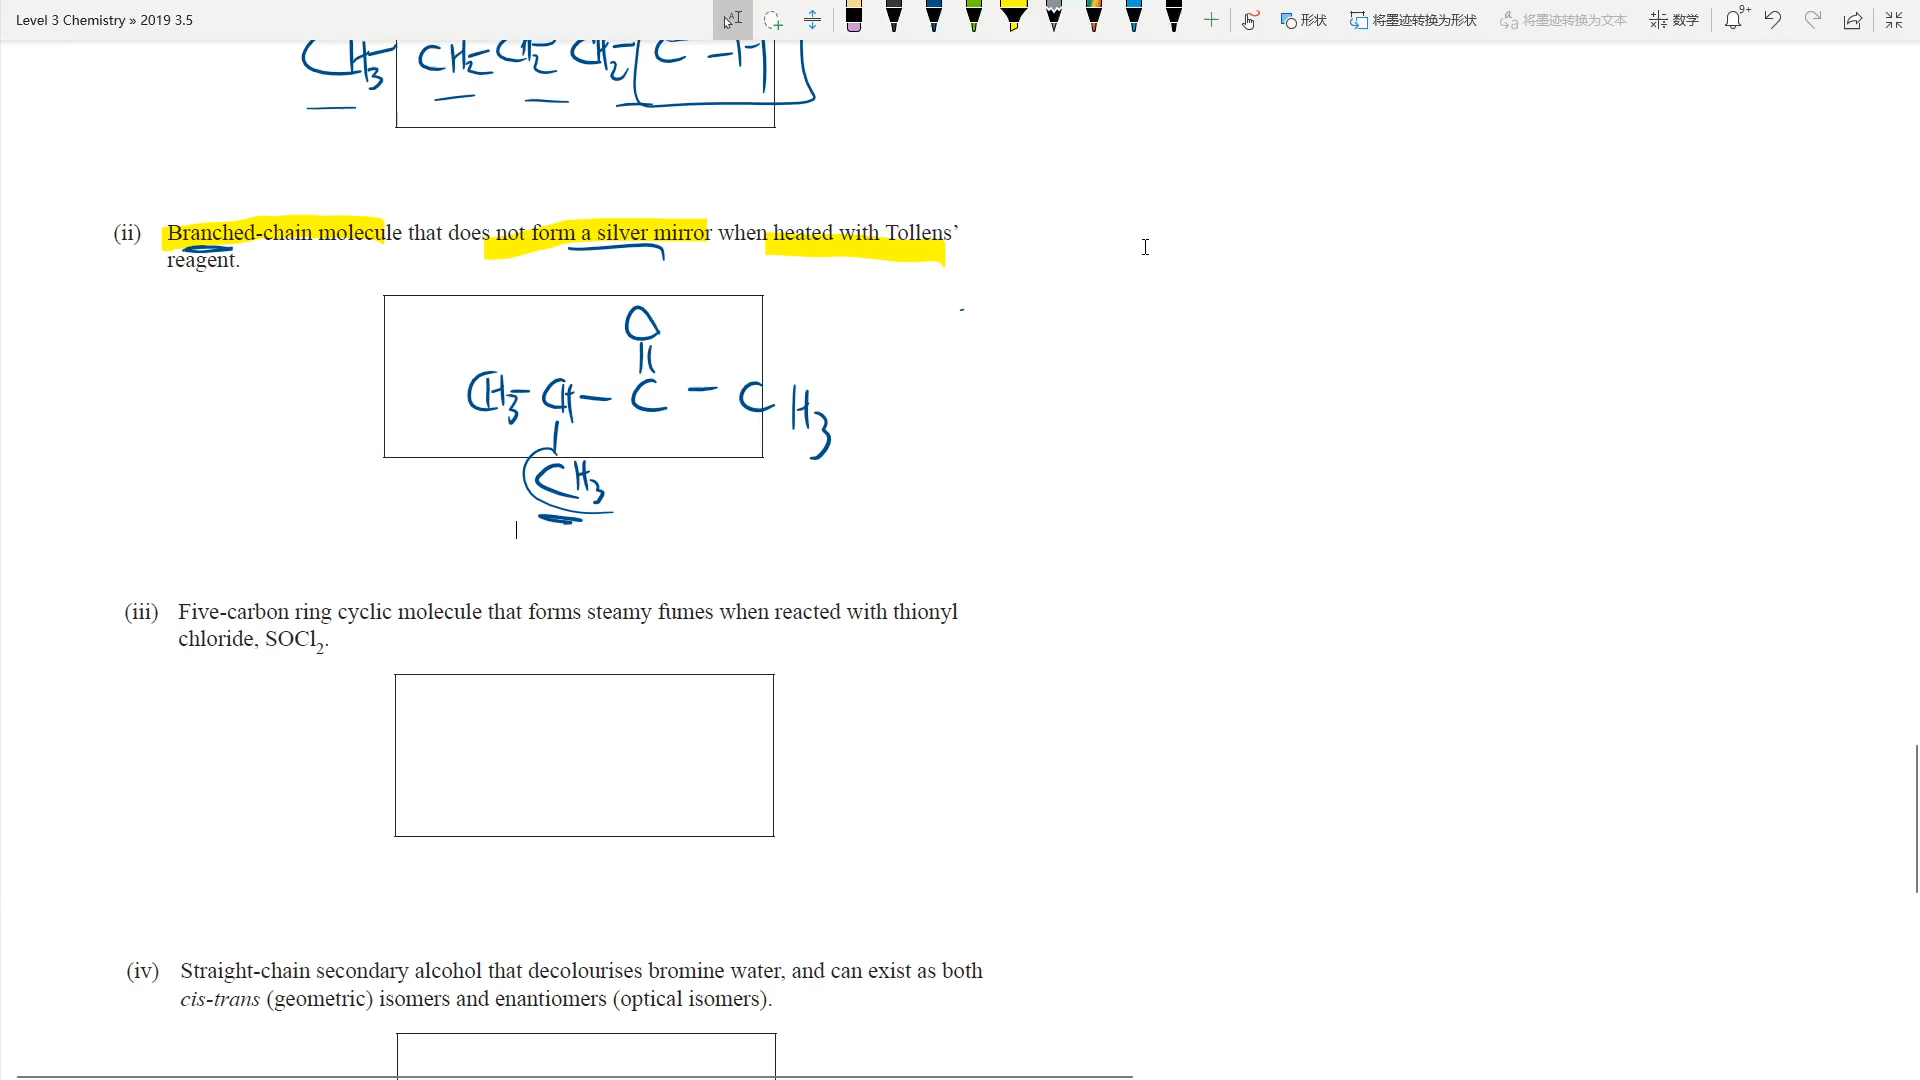 Level 3 Chemistry » 2019 3.5
形状
将墨迹转换为形状
将墨迹转换为文本
数学
9+
CH3 CH2 CH2 CH2 C - H
(ii) Branched-chain molecule that does not form a silver mirror when heated with Tollens’
reagent.
O
CH3 - CH - C - CH3
CH3
(iii) Five-carbon ring cyclic molecule that forms steamy fumes when reacted with thionyl
chloride, SOCl2.
(iv) Straight-chain secondary alcohol that decolourises bromine water, and can exist as both
cis-trans (geometric) isomers and enantiomers (optical isomers).